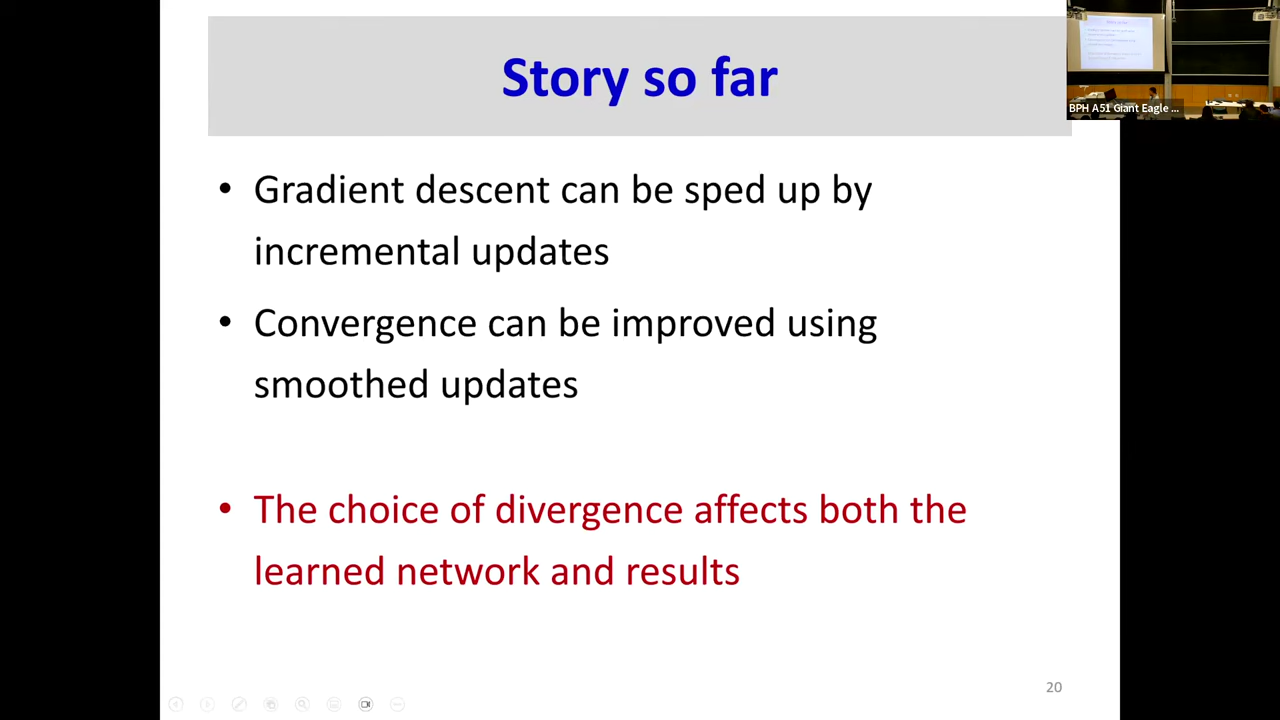 Story so far
BPH A51 Giant Eagle ...
• Gradient descent can be sped up by
incremental updates
• Convergence can be improved using
smoothed updates
• The choice of divergence affects both the
learned network and results
20